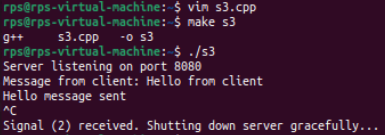 rps@rps-virtual-machine:~$ vim s3.cpp
rps@rps-virtual-machine:~$ make s3
g++     s3.cpp   -o s3
rps@rps-virtual-machine:~$ ./s3
Server listening on port 8080
Message from client: Hello from client
Hello message sent
^C
Signal (2) received. Shutting down server gracefully...